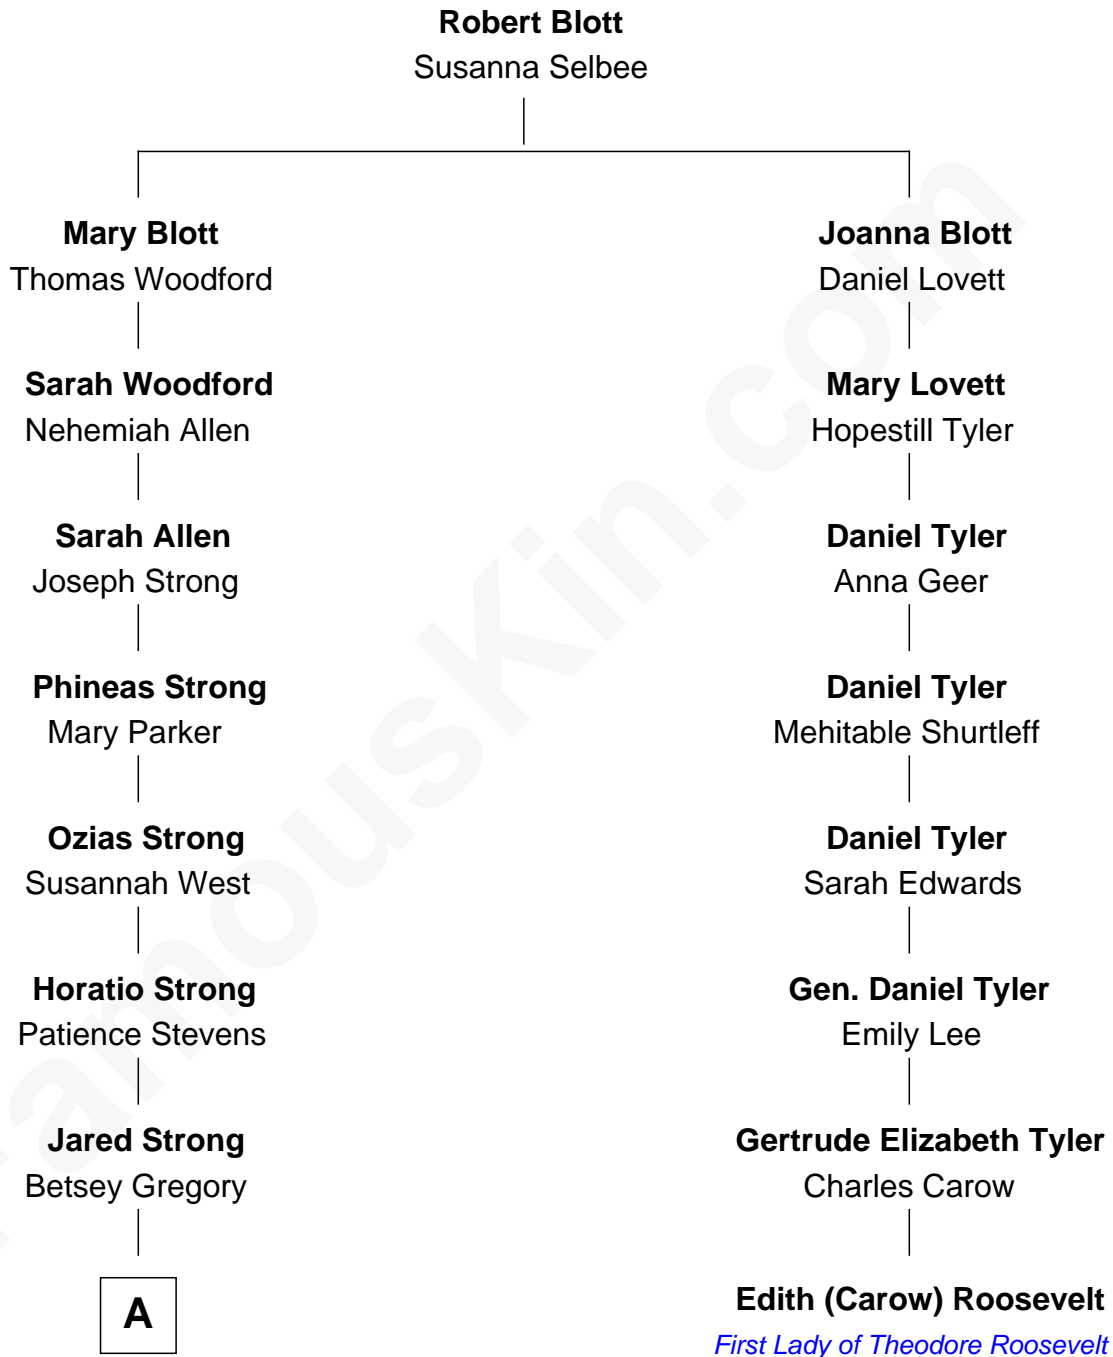 Robert Blott
Susanna Selbee
Mary Blott
Thomas Woodford
Joanna Blott
Daniel Lovett
Sarah Woodford
Nehemiah Allen
Mary Lovett
Hopestill Tyler
Sarah Allen
Joseph Strong
Daniel Tyler
Anna Geer
Phineas Strong
Mary Parker
Daniel Tyler
Mehitable Shurtleff
Ozias Strong
Susannah West
Daniel Tyler
Sarah Edwards
Horatio Strong
Patience Stevens
Gen. Daniel Tyler
Emily Lee
Jared Strong
Betsey Gregory
Gertrude Elizabeth Tyler
Charles Carow
A
Edith (Carow) Roosevelt
First Lady of Theodore Roosevelt
FamousKin.com